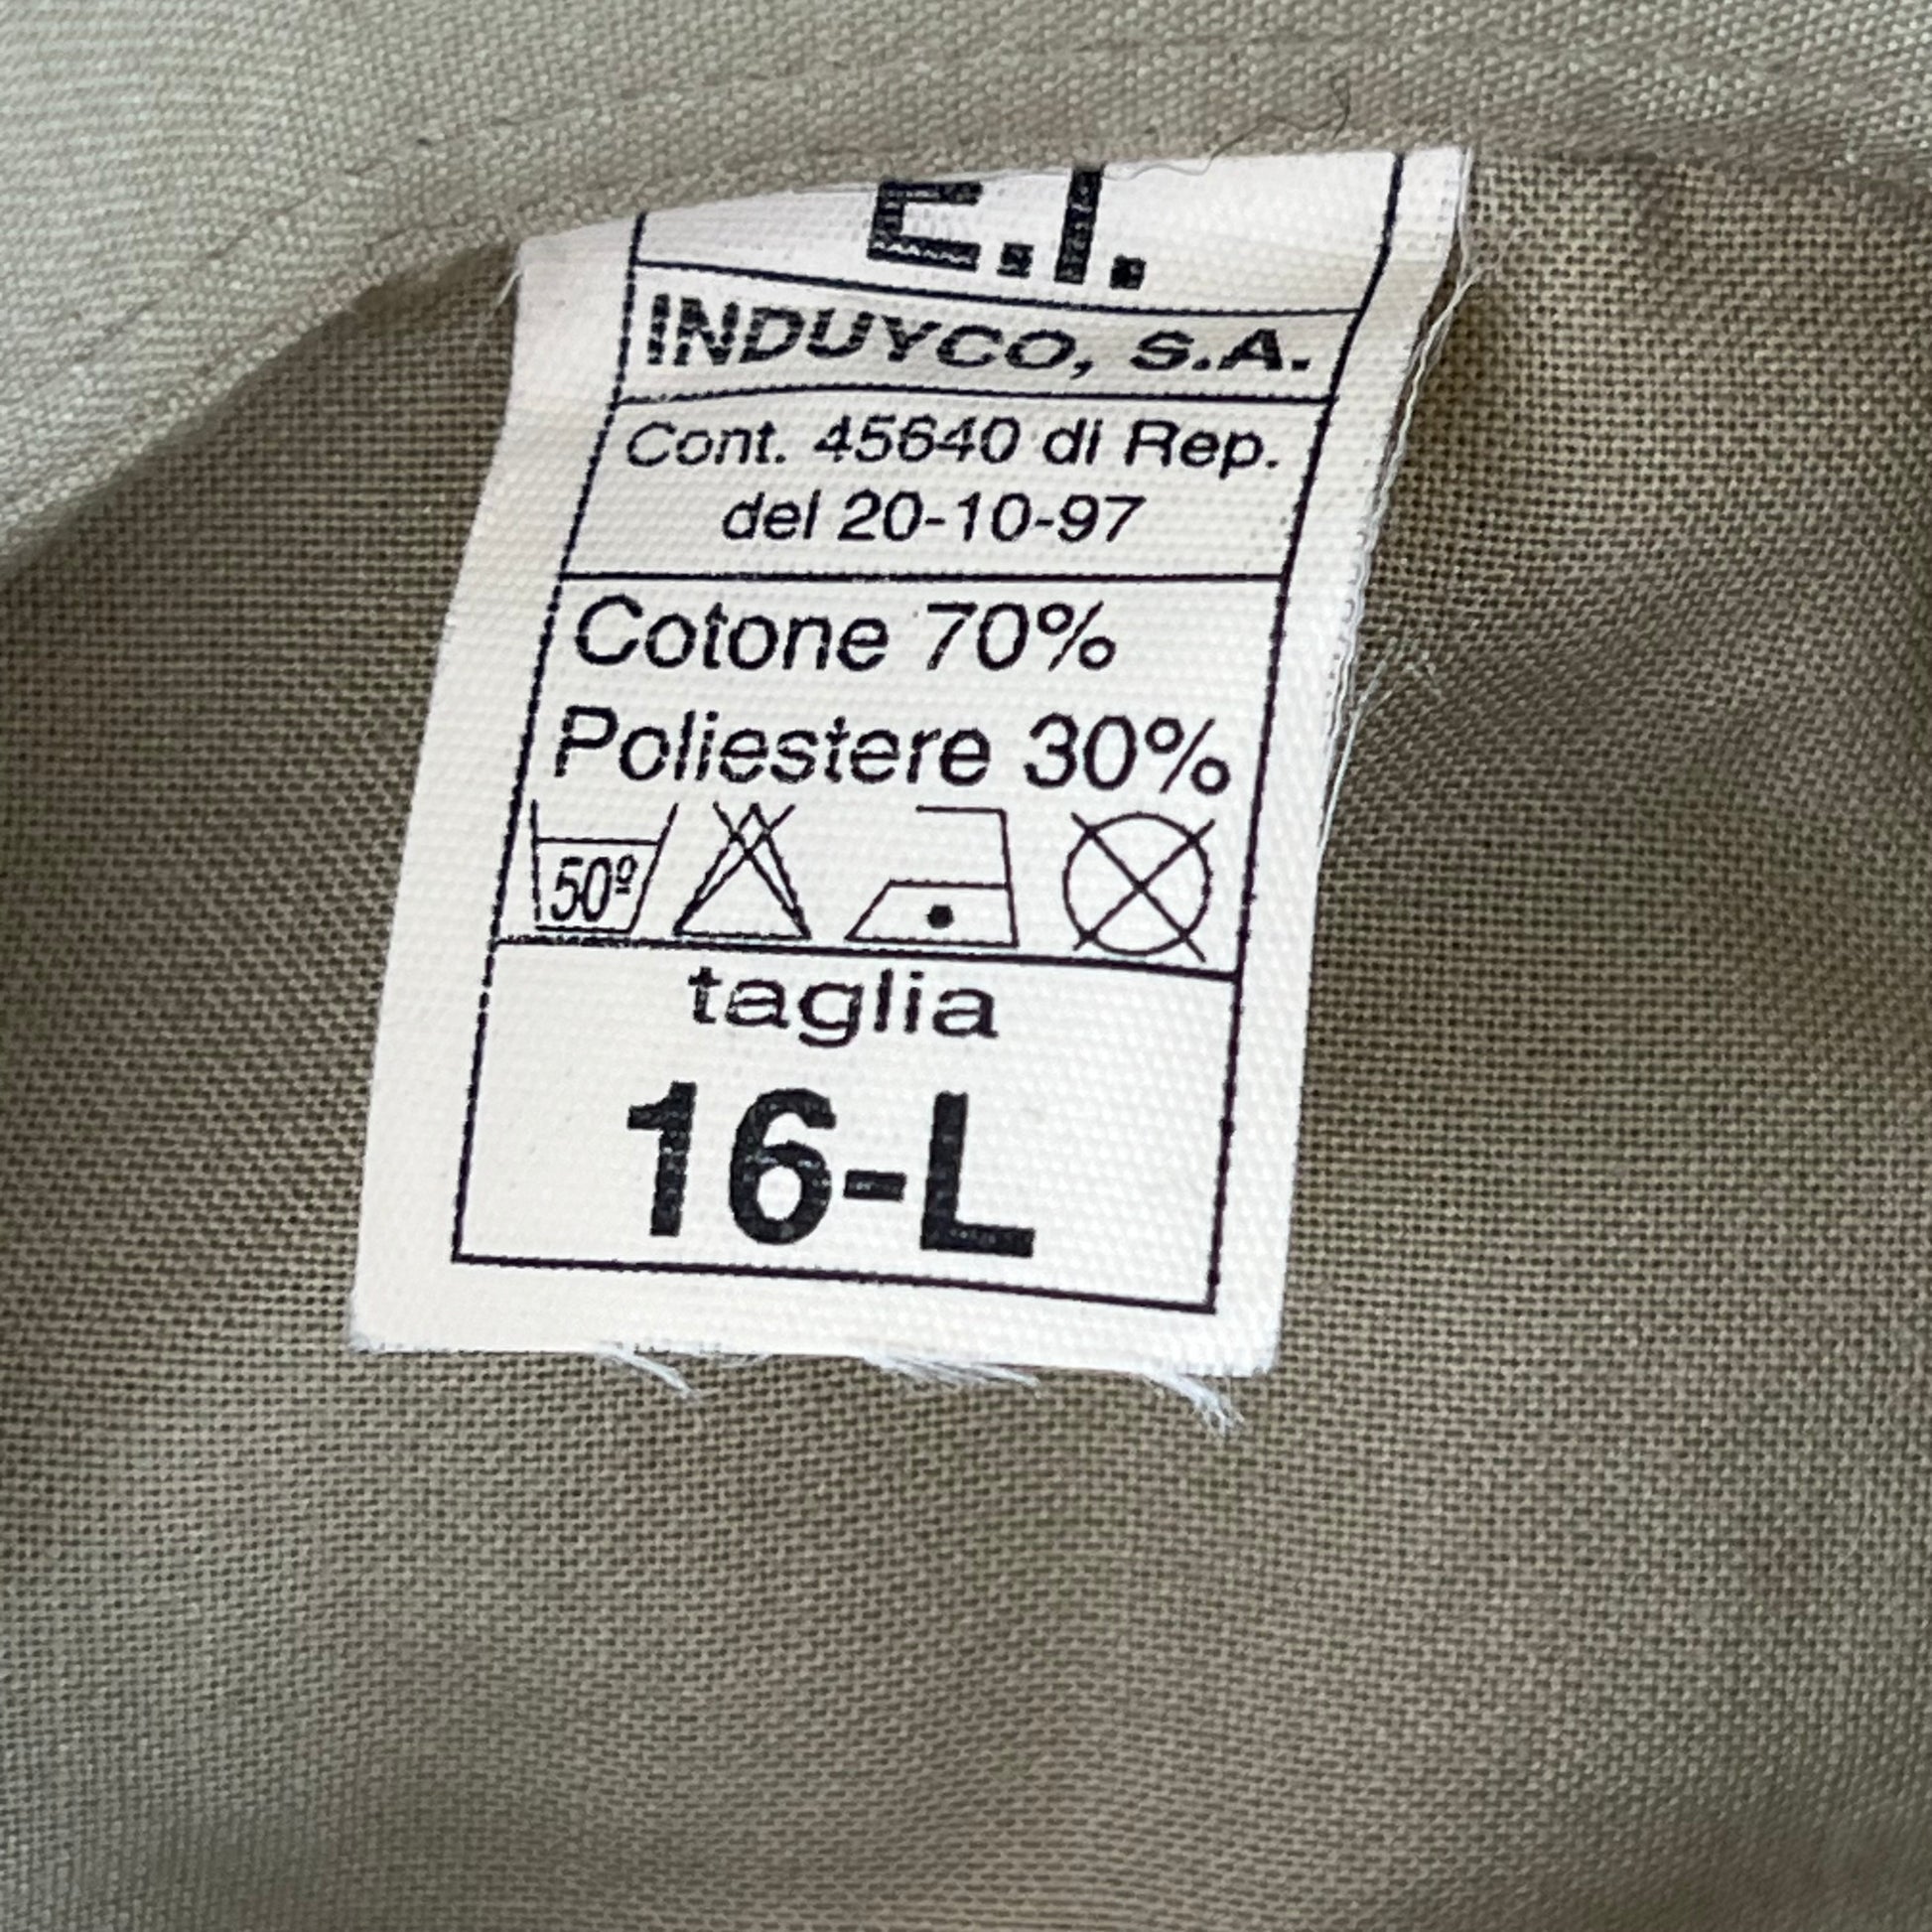 E.I.
INDUYCO, S.A.
Cont. 45640 di Rep.
del 20-10-97
Cotone 70%
Poliestere 30%
50º
taglia
16-L